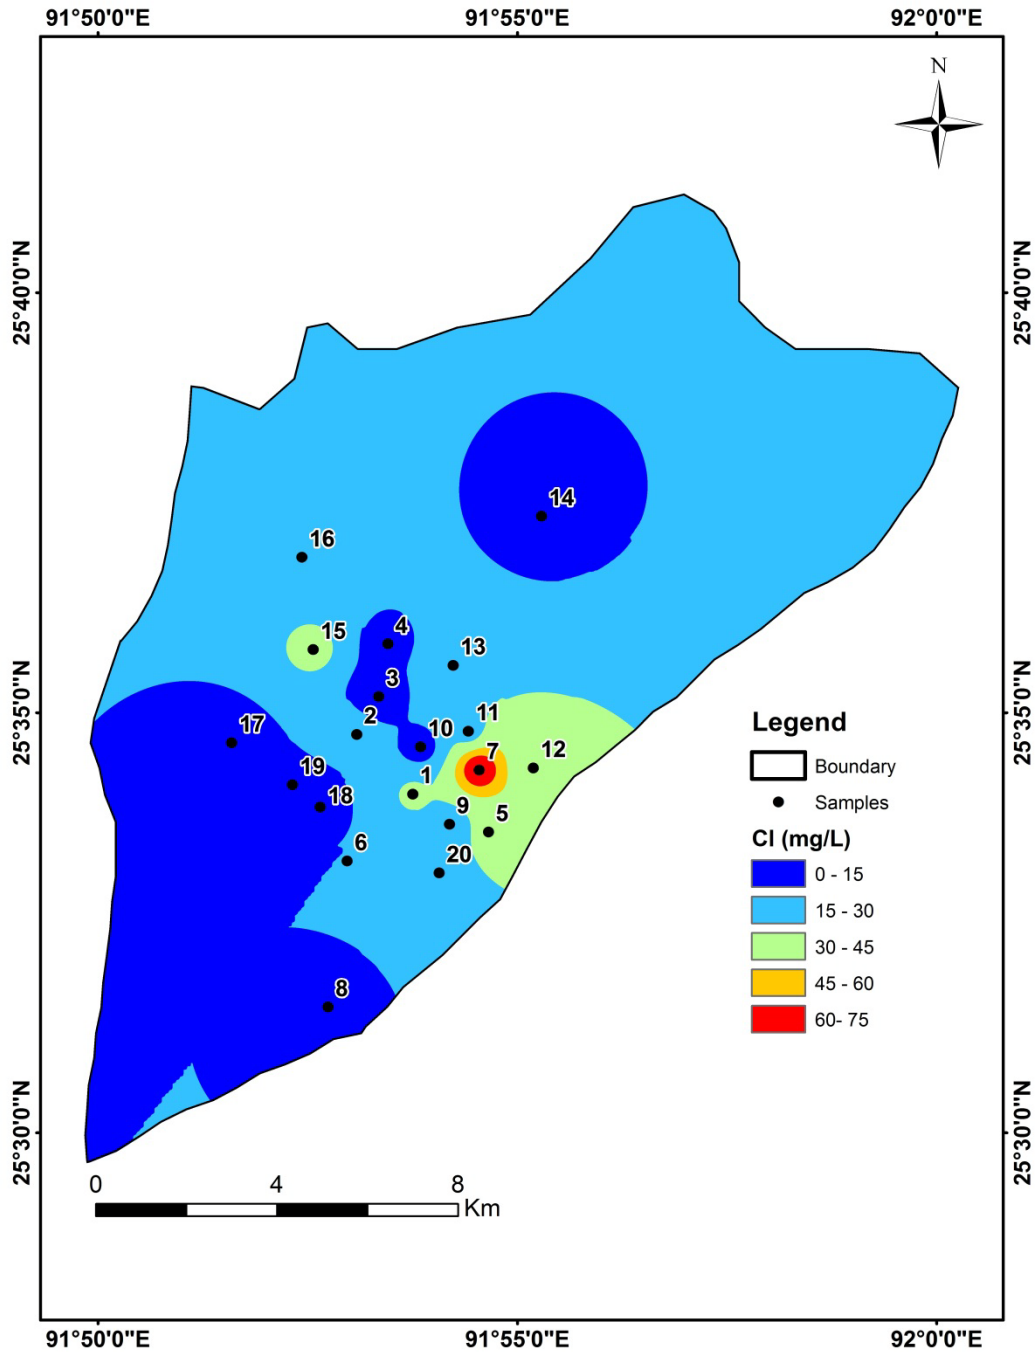 91°50'0"E 91°55'0"E 92°0'0"E
N
25°40'0"N 25°40'0"N
14
16
15 4
13
3
25°35'0"N 25°35'0"N
17 2 10 11
Legend
7 12
Boundary
19 1
18 9 5
Samples
Cl (mg/L)
6 20
0 - 15
15 - 30
30 - 45
8
45 - 60
60- 75
25°30'0"N 25°30'0"N
0 4 8
Km
91°50'0"E 91°55'0"E 92°0'0"E